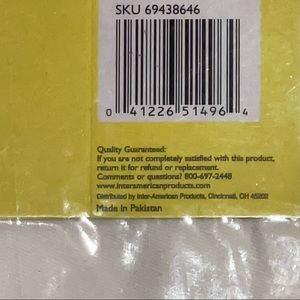 SKU 69438646
0 41226 51496 4
Quality Guaranteed:
If you are not completely satisfied with this product,
return it for refund or replacement.
Comments or questions? 800-697-2448
www.interamericanproducts.com
Distributed by Inter-American Products, Cincinnati, OH 45202
Made in Pakistan